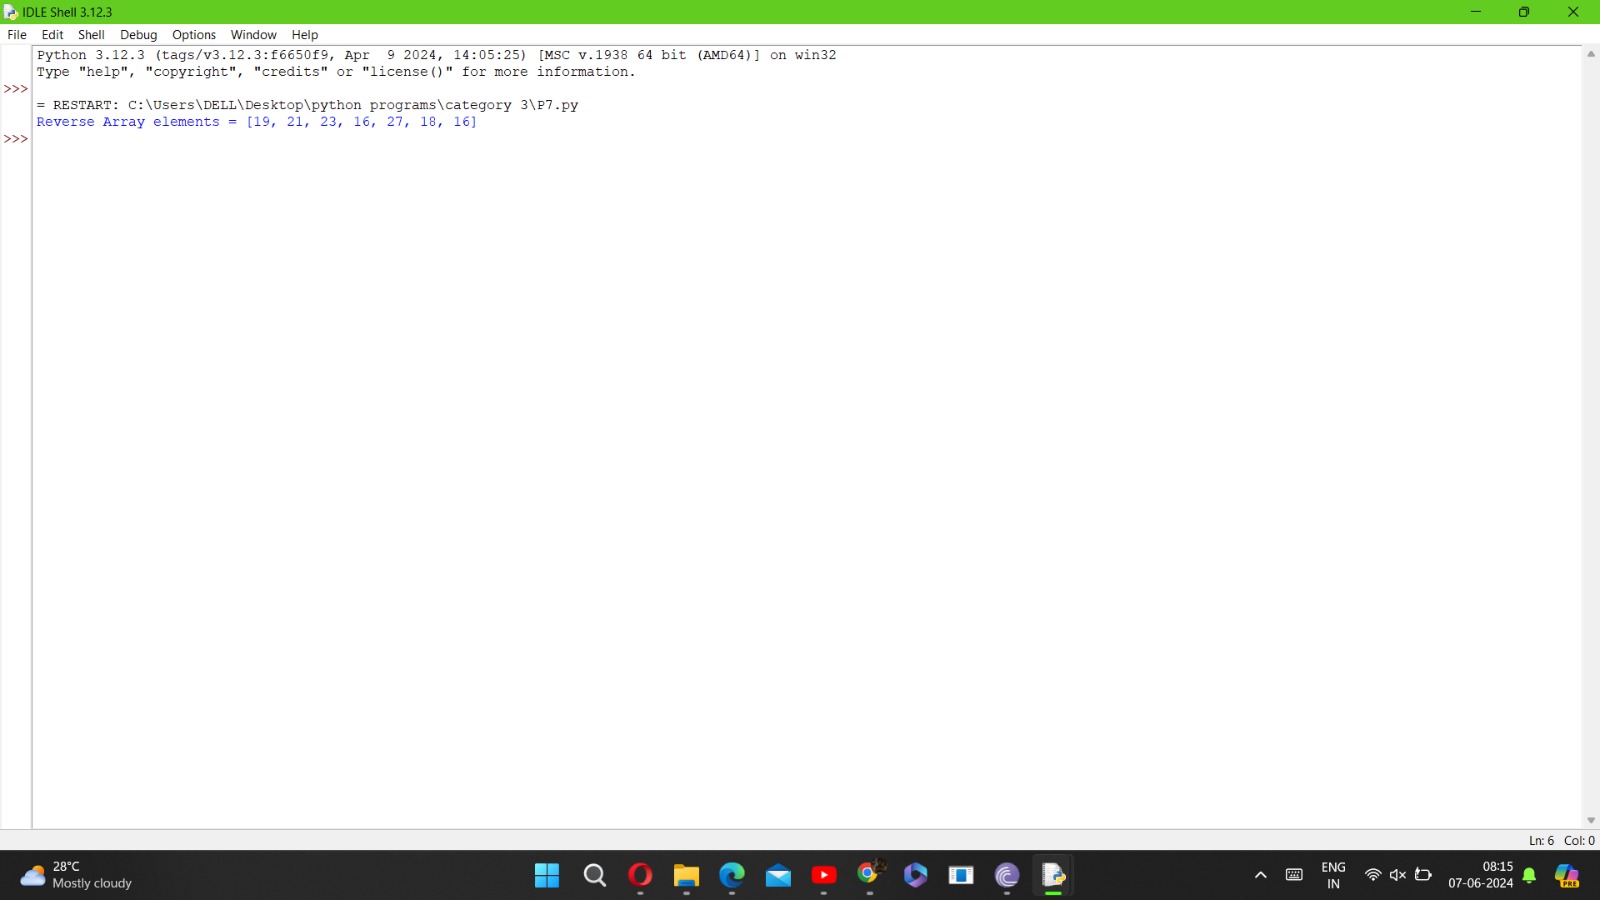 IDLE Shell 3.12.3
File Edit Shell Debug Options Window Help
Python 3.12.3 (tags/v3.12.3:f6650f9, Apr  9 2024, 14:05:25) [MSC v.1938 64 bit (AMD64)] on win32
Type "help", "copyright", "credits" or "license()" for more information.
>>>
= RESTART: C:\Users\DELL\Desktop\python programs\category 3\P7.py
Reverse Array elements = [19, 21, 23, 16, 27, 18, 16]
>>>
Ln: 6 Col: 0
28°C
Mostly cloudy
ENG
IN
08:15
07-06-2024
PRE